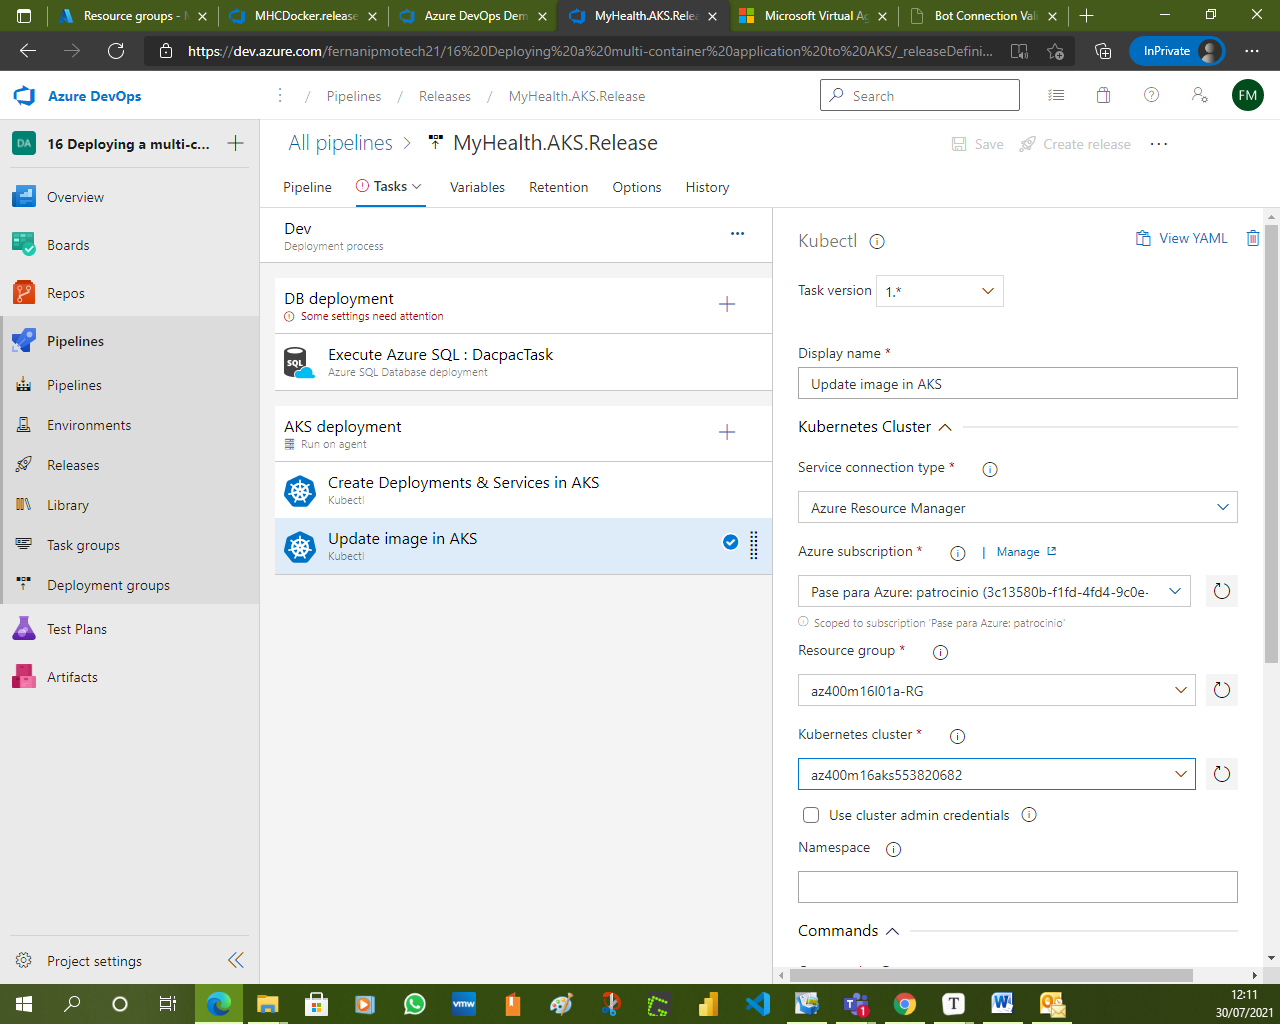 Resource groups - M
MHCDocker.release
Azure DevOps Dem
MyHealth.AKS.Relea
Microsoft Virtual Ag
Bot Connection Vali
https://dev.azure.com/fernanipmotech21/16%20Deploying%20a%20multi-container%20application%20to%20AKS/_releaseDefini...
InPrivate
Azure DevOps
/ Pipelines / Releases / MyHealth.AKS.Release
Search
FM
DA
16 Deploying a multi-c...
All pipelines > MyHealth.AKS.Release
Save
Create release
Pipeline
Tasks
Variables
Retention
Options
History
Overview
Boards
Repos
Pipelines
Pipelines
Environments
Releases
Library
Task groups
Deployment groups
Test Plans
Artifacts
Project settings
Dev
Deployment process
DB deployment
Some settings need attention
SQL
Execute Azure SQL : DacpacTask
Azure SQL Database deployment
AKS deployment
Run on agent
Create Deployments & Services in AKS
Kubectl
Update image in AKS
Kubectl
Kubectl
View YAML
Task version 1.*
Display name *
Update image in AKS
Kubernetes Cluster
Service connection type *
Azure Resource Manager
Azure subscription * | Manage
Pase para Azure: patrocinio (3c13580b-f1fd-4fd4-9c0e-
Scoped to subscription 'Pase para Azure: patrocinio'
Resource group *
az400m16l01a-RG
Kubernetes cluster *
az400m16aks553820682
Use cluster admin credentials
Namespace
Commands
vmw
1
T
12:11
30/07/2021